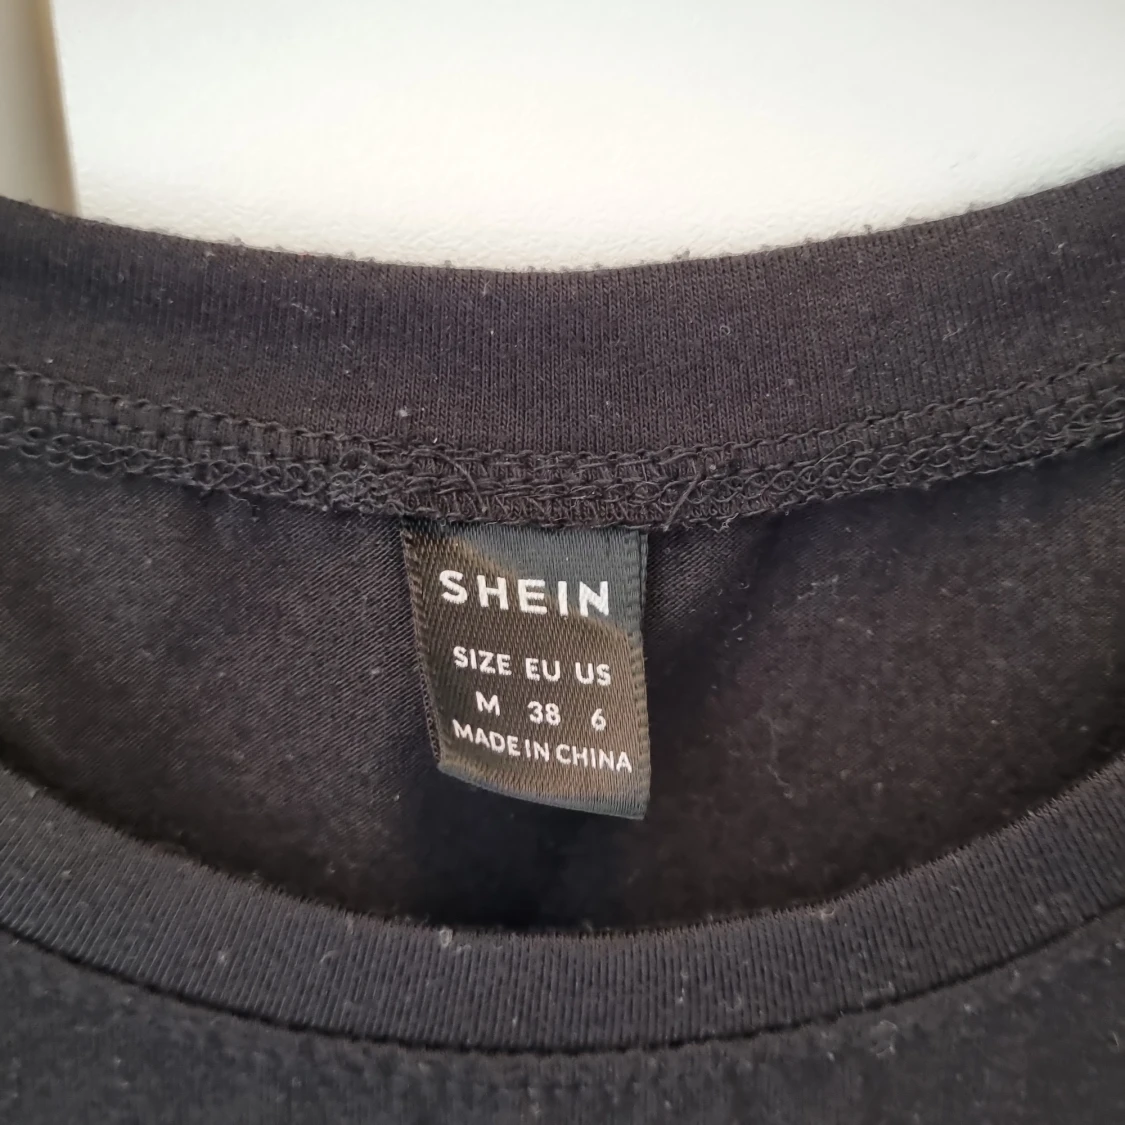 SHEIN
SIZE EU US
M 38 6
MADE IN CHINA